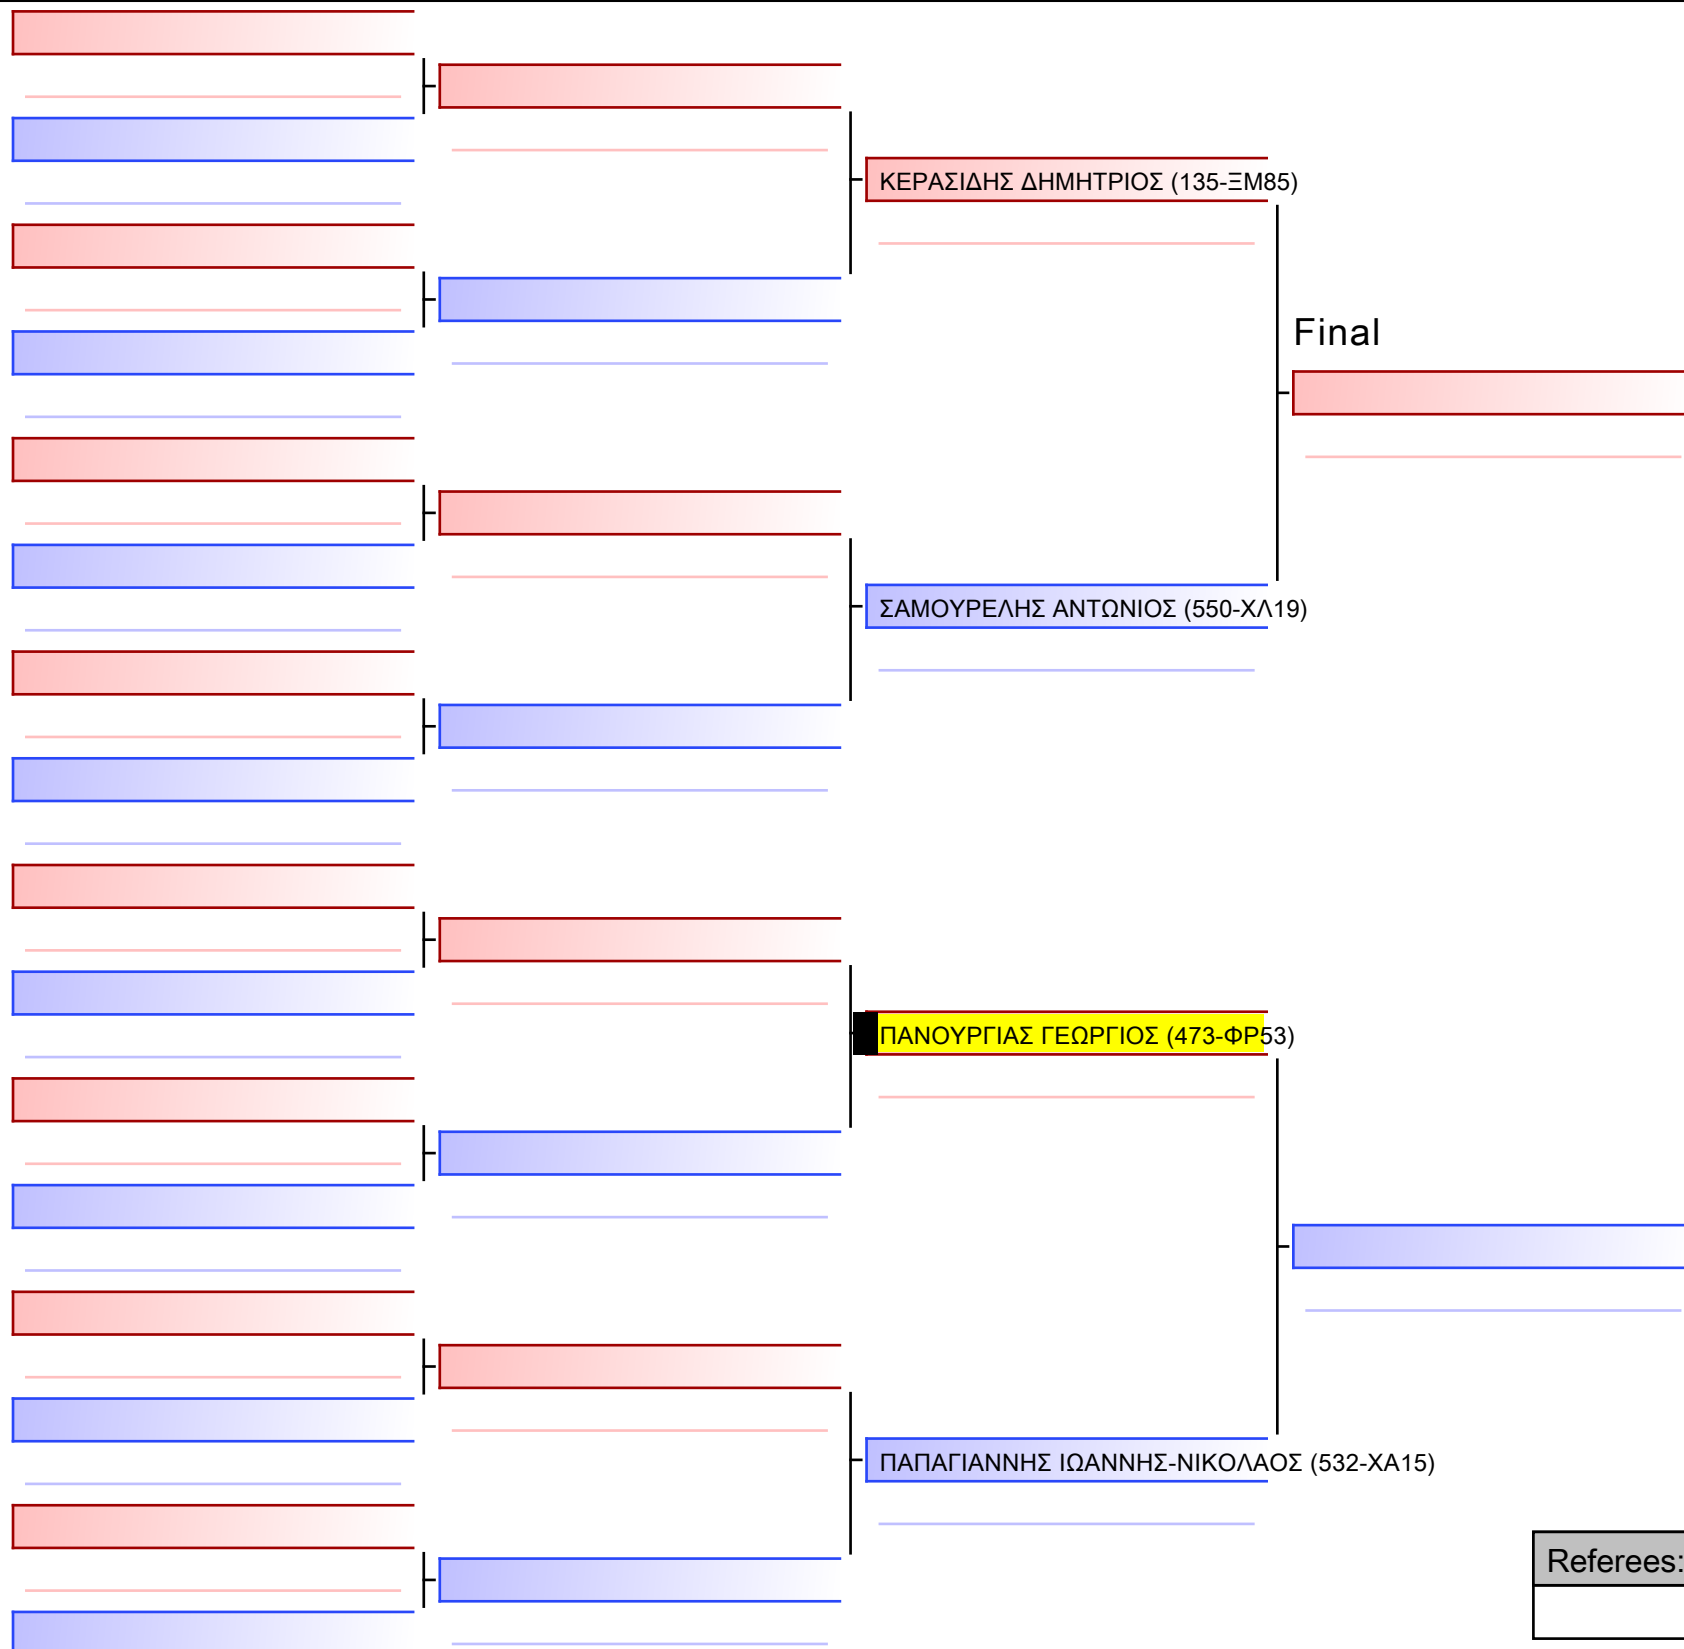 ΚΕΡΑΣΙΔΗΣ ΔΗΜΗΤΡΙΟΣ (135-ΞΜ85)
Final
ΣΑΜΟΥΡΕΛΗΣ ΑΝΤΩΝΙΟΣ (550-ΧΛ19)
ΠΑΝΟΥΡΓΙΑΣ ΓΕΩΡΓΙΟΣ (473-ΦΡ53)
ΠΑΠΑΓΙΑΝΝΗΣ ΙΩΑΝΝΗΣ-ΝΙΚΟΛΑΟΣ (532-ΧΑ15)
Referees: